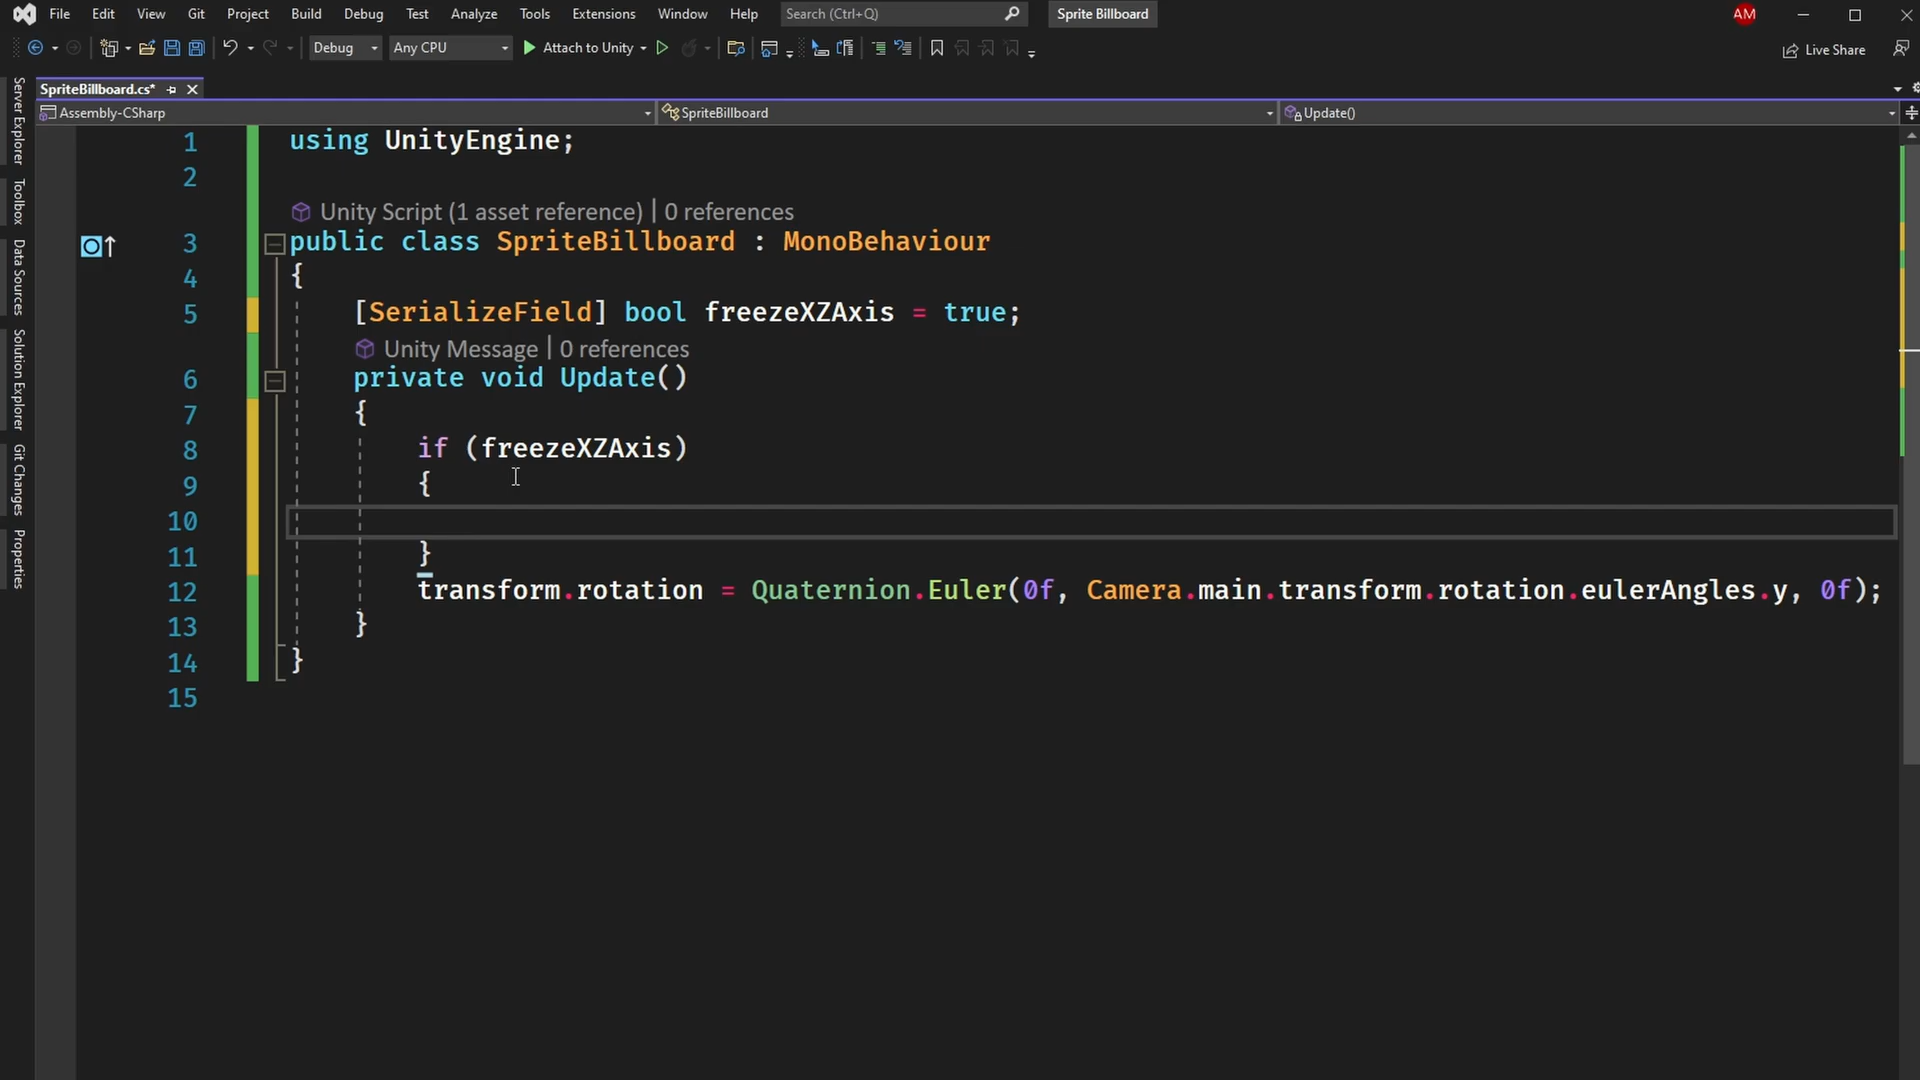 File Edit View Git Project Build Debug Test Analyze Tools Extensions Window Help Search (Ctrl+Q) Sprite Billboard AM
Debug Any CPU Attach to Unity Live Share
SpriteBillboard.cs*
Assembly-CSharp SpriteBillboard Update()
Server Explorer
Toolbox
Data Sources
Solution Explorer
Git Changes
Properties
1 using UnityEngine;
2
Unity Script (1 asset reference) | 0 references
3 public class SpriteBillboard : MonoBehaviour
4 {
5 [SerializeField] bool freezeXZAxis = true;
Unity Message | 0 references
6 private void Update()
7 {
8 if (freezeXZAxis)
9 {
10
11 }
12 transform.rotation = Quaternion.Euler(0f, Camera.main.transform.rotation.eulerAngles.y, 0f);
13 }
14 }
15